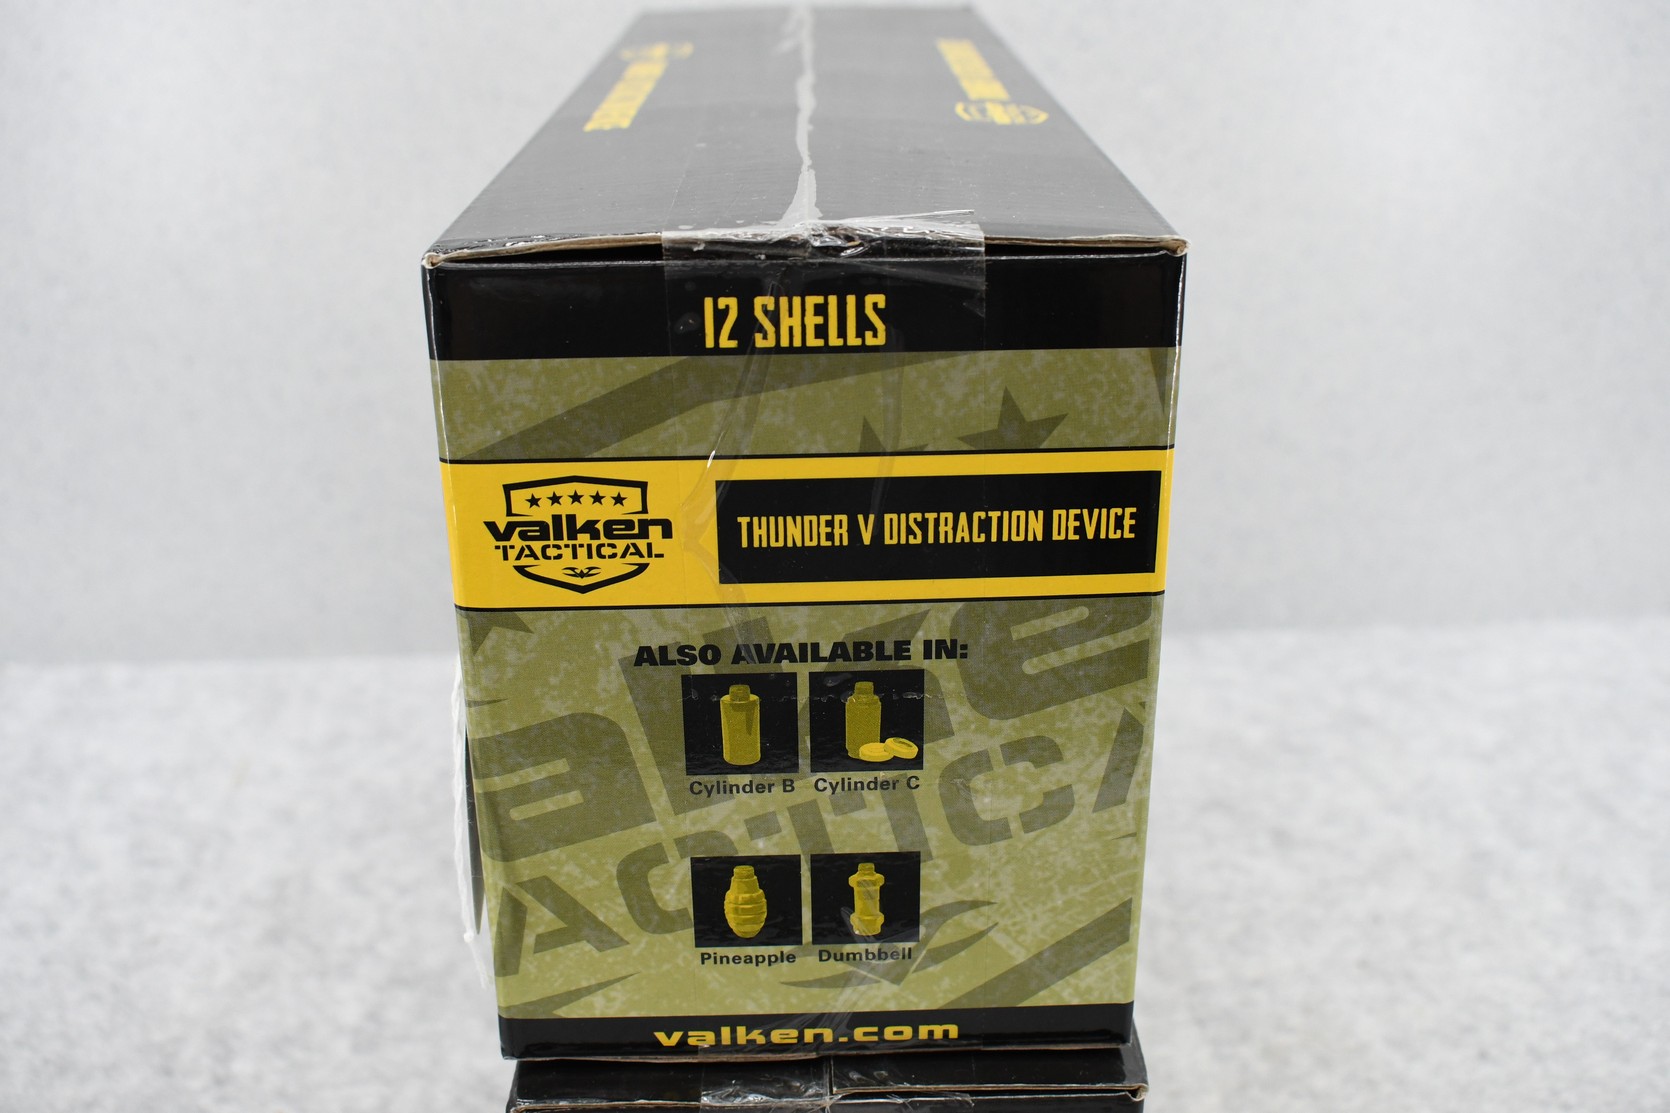 12 SHELLS
valken
TACTICAL
THUNDER V DISTRACTION DEVICE
ALSO AVAILABLE IN:
Cylinder B
Cylinder C
Pineapple
Dumbbell
valken.com